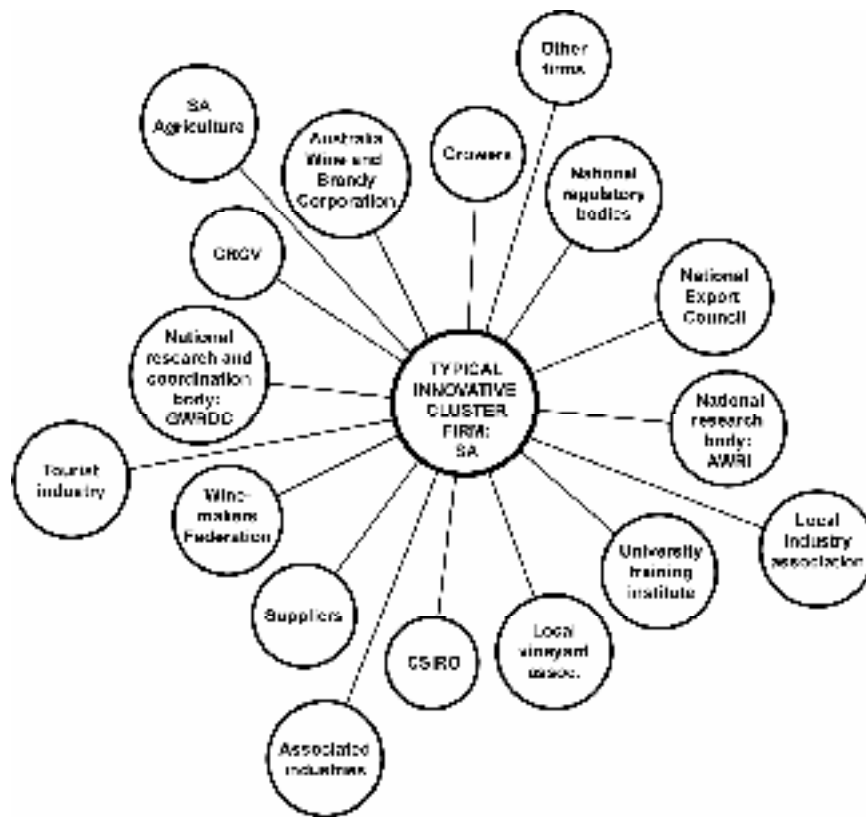 Other
firms
SA
Agriculture
Australia
Wine and
Brandy
Corporation
Growers
National
regulatory
bodies
CRCV
National
Export
Council
National
research and
coordination
body:
GWRDC
TYPICAL
INNOVATIVE
CLUSTER
FIRM:
SA
National
research
body:
AWRI
Tourist
industry
Wine-
makers
Federation
Local
industry
association
University
training
institute
Suppliers
CSIRO
Local
vineyard
assoc.
Associated
industries